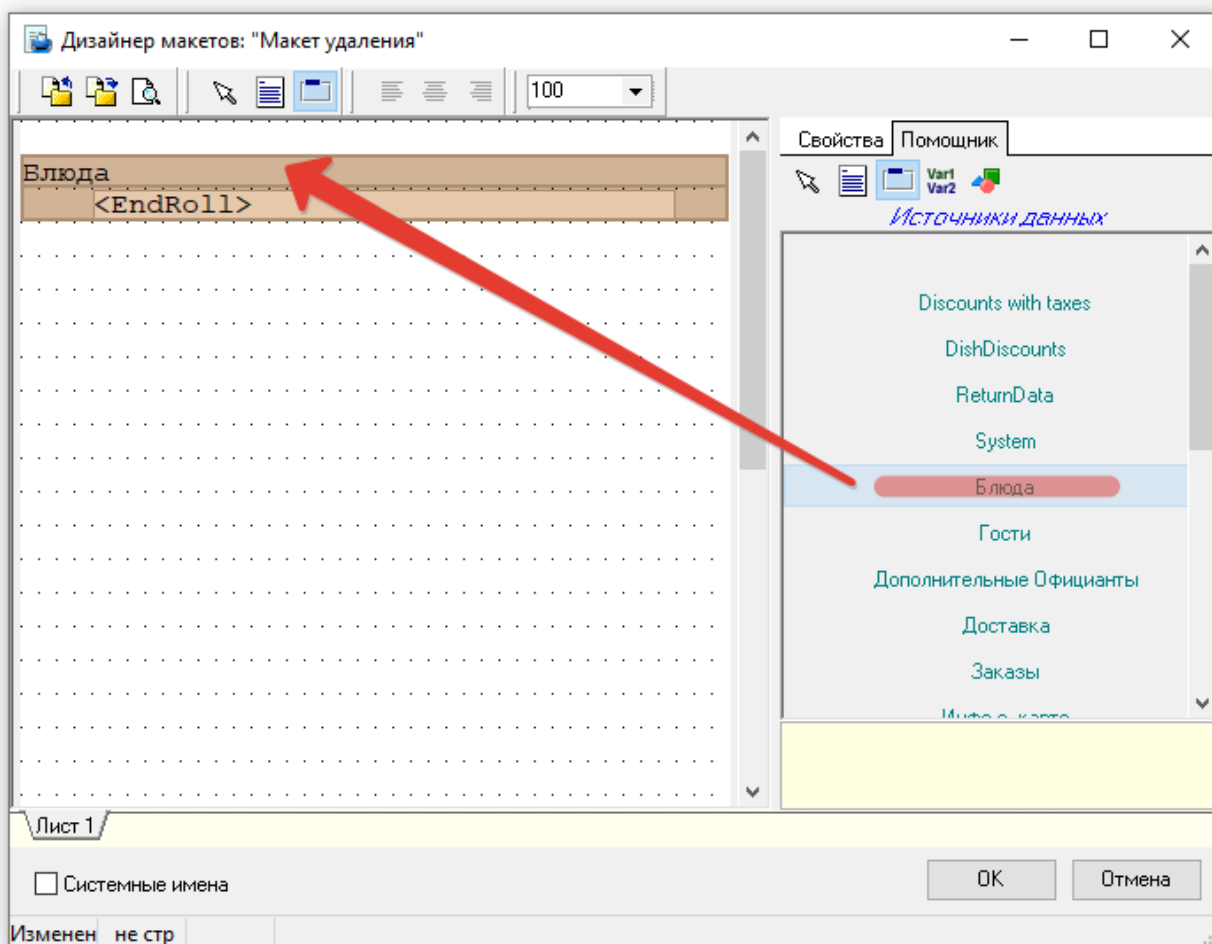 Дизайнер макетов: "Макет удаления"
100
Свойства Помощник
Var1
Var2
Источники данных
Блюда
<EndRoll>
Discounts with taxes
DishDiscounts
ReturnData
System
Блюда
Гости
Дополнительные Официанты
Доставка
Заказы
Лист 1
Системные имена
OK
Отмена
Изменен не стр